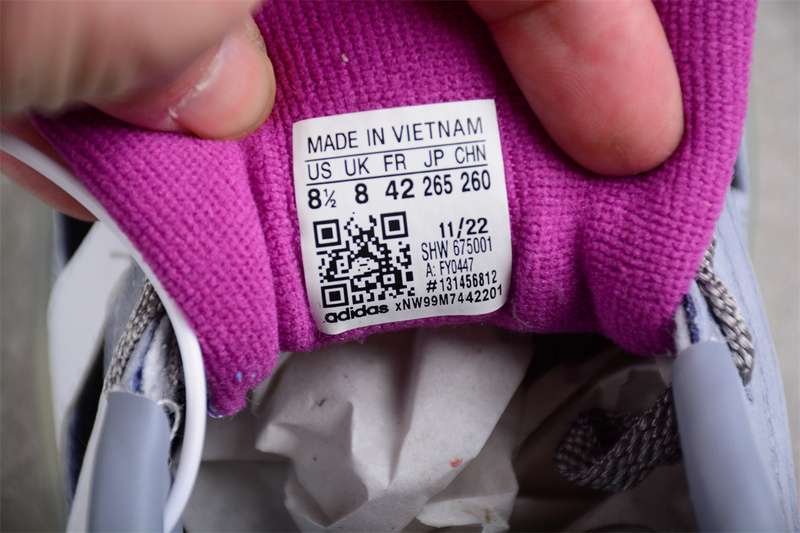 MADE IN VIETNAM
US UK FR JP CHN
8½ 8 42 265 260
11/22
SHW 675001
A: FY0447
#131456812
adidas xNW99M7442201